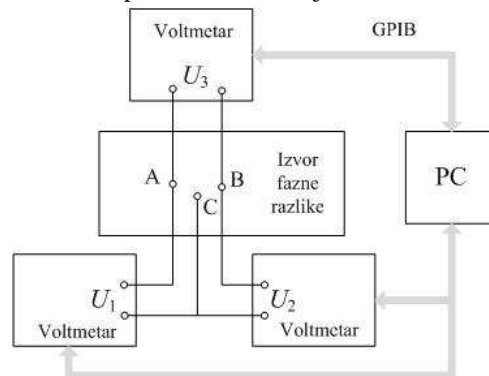 Voltmetar
U3
GPIB
A
B
C
Izvor
fazne
razlike
PC
U1
Voltmetar
U2
Voltmetar